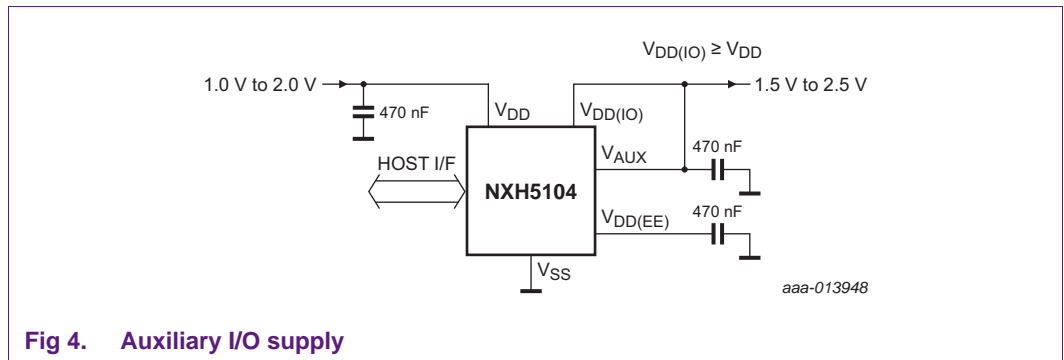 VDD(IO) ≥ VDD
1.0 V to 2.0 V
1.5 V to 2.5 V
470 nF
VDD
VDD(IO)
HOST I/F
NXH5104
VAUX
470 nF
VDD(EE)
470 nF
VSS
aaa-013948
Fig 4. Auxiliary I/O supply